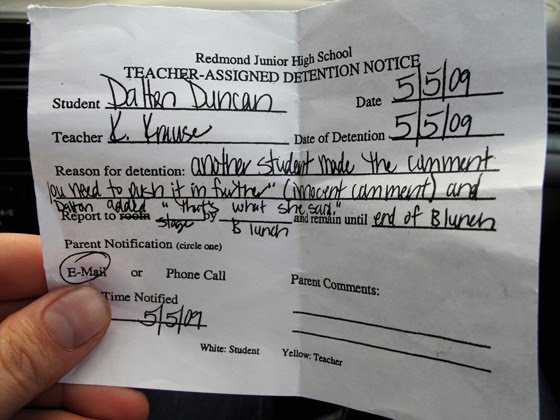 Redmond Junior High School
TEACHER-ASSIGNED DETENTION NOTICE
Student Dalton Duncan Date 5/5/09
Teacher K. Krause Date of Detention 5/5/09
Reason for detention: another student made the comment
you need to push it in further" (innocent comment) and
Dalton added "that's what she said."
Report to room stage by B lunch and remain until end of B lunch
Parent Notification (circle one)
E-Mail or Phone Call Parent Comments:
Time Notified
5/5/09
White: Student Yellow: Teacher